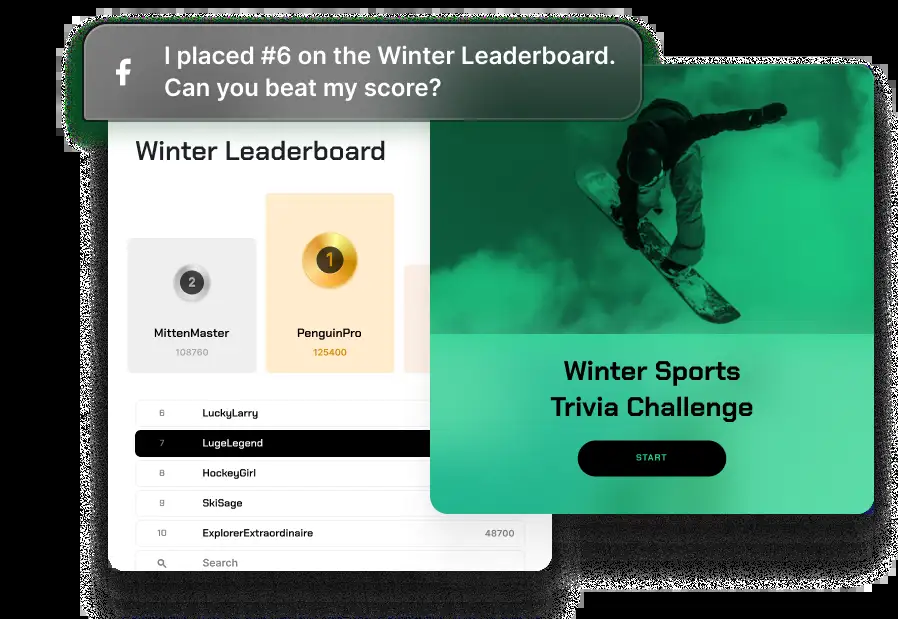 I placed #6 on the Winter Leaderboard.
Can you beat my score?
Winter Leaderboard
2
MittenMaster
108760
1
PenguinPro
125400
6 LuckyLarry
7 LugeLegend
8 HockeyGirl
9 SkiSage
10 ExplorerExtraordinaire 48700
Search
Winter Sports
Trivia Challenge
START